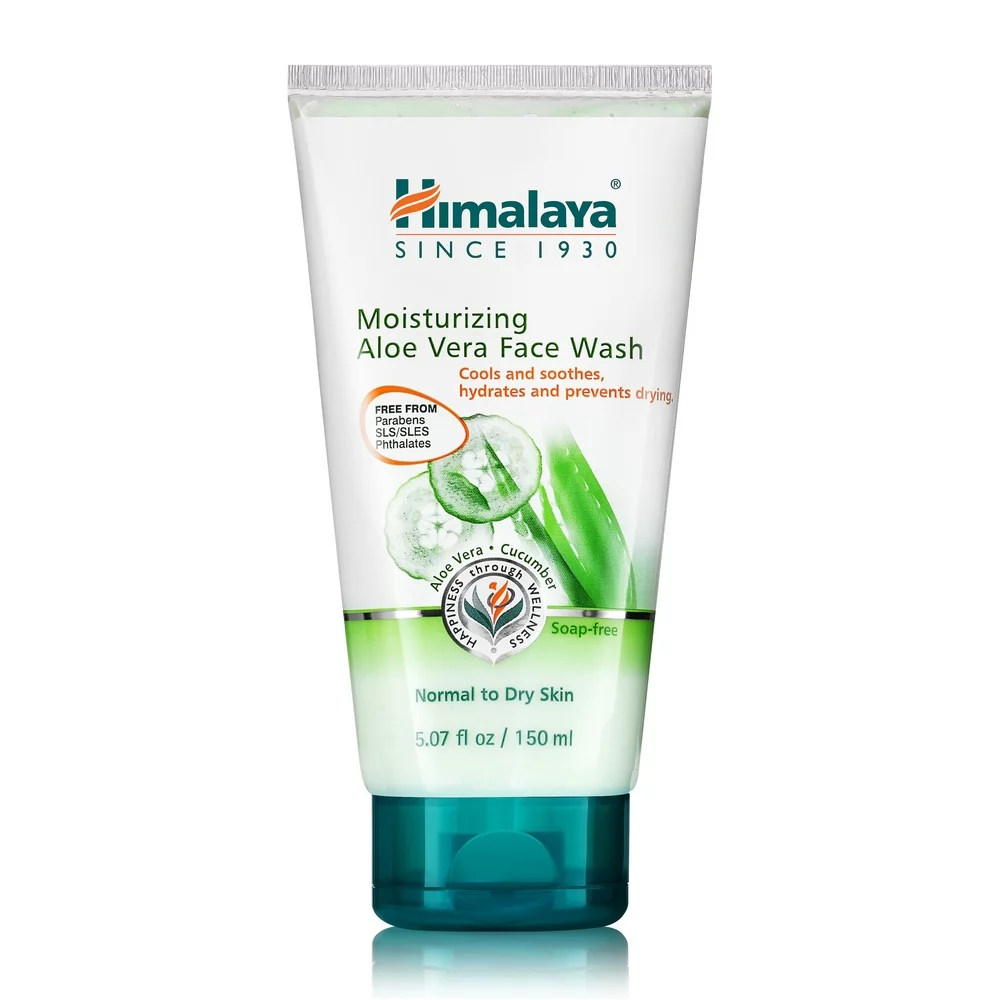 Himalaya®
SINCE 1930
Moisturizing
Aloe Vera Face Wash
Cools and soothes,
hydrates and prevents drying.
FREE FROM
Parabens
SLS/SLES
Phthalates
Aloe Vera • Cucumber
HAPPINESS through WELLNESS
Soap-free
Normal to Dry Skin
5.07 fl oz / 150 ml